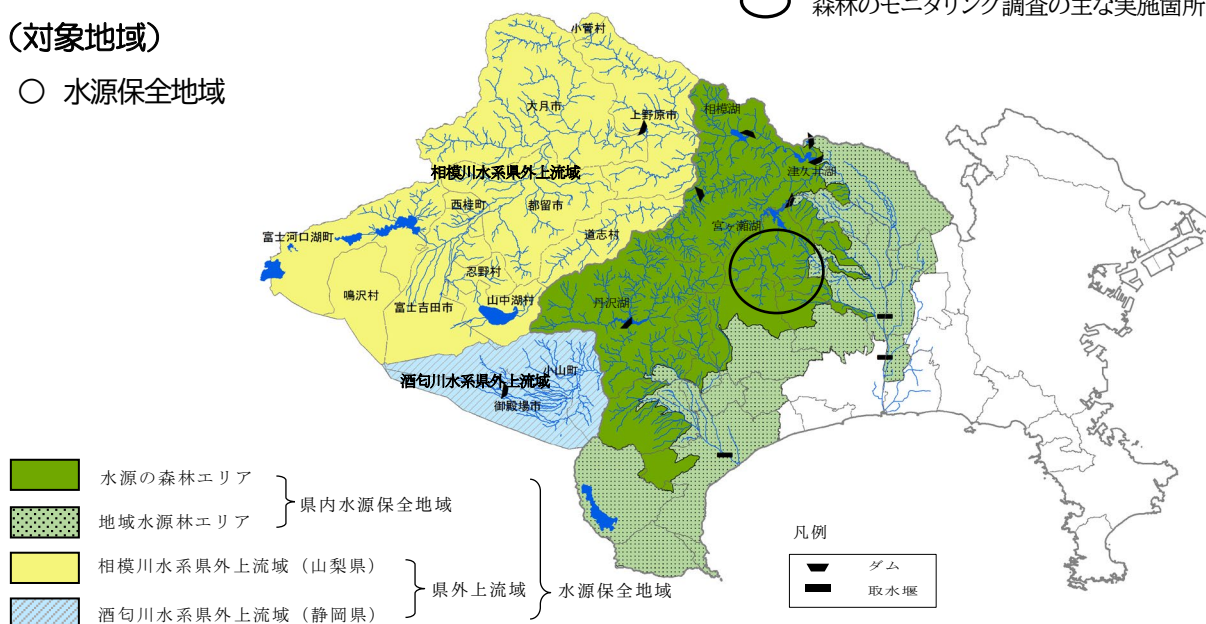 森林のモニタリング調査の主な実施箇所
(対象地域)
○ 水源保全地域
小菅村
大月市
上野原市
相模湖
津久井湖
相模川水系県外上流域
西桂町
都留市
宮ヶ瀬湖
道志村
富士河口湖町
忍野村
鳴沢村
富士吉田市
山中湖村
丹沢湖
酒匂川水系県外上流域
小山町
御殿場市
水源の森林エリア
地域水源林エリア
県内水源保全地域
相模川水系県外上流域(山梨県)
酒匂川水系県外上流域(静岡県)
県外上流域
水源保全地域
凡例
ダム
取水堰